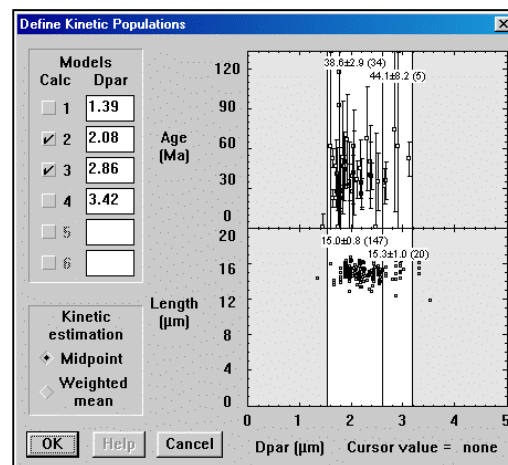 Define Kinetic Populations
Models
Calc Dpar
1 1.39
2 2.08
3 2.86
4 3.42
5
6
Kinetic
estimation
Midpoint
Weighted
mean
OK Help Cancel
Age
(Ma)
120
90
60
30
0
38.6±2.9 (34)
44.1±8.2 (5)
Length
(µm)
20
16
12
8
4
0
15.0±0.8 (147)
15.3±1.0 (20)
0 1 2 3 4 5
Dpar (µm) Cursor value = none